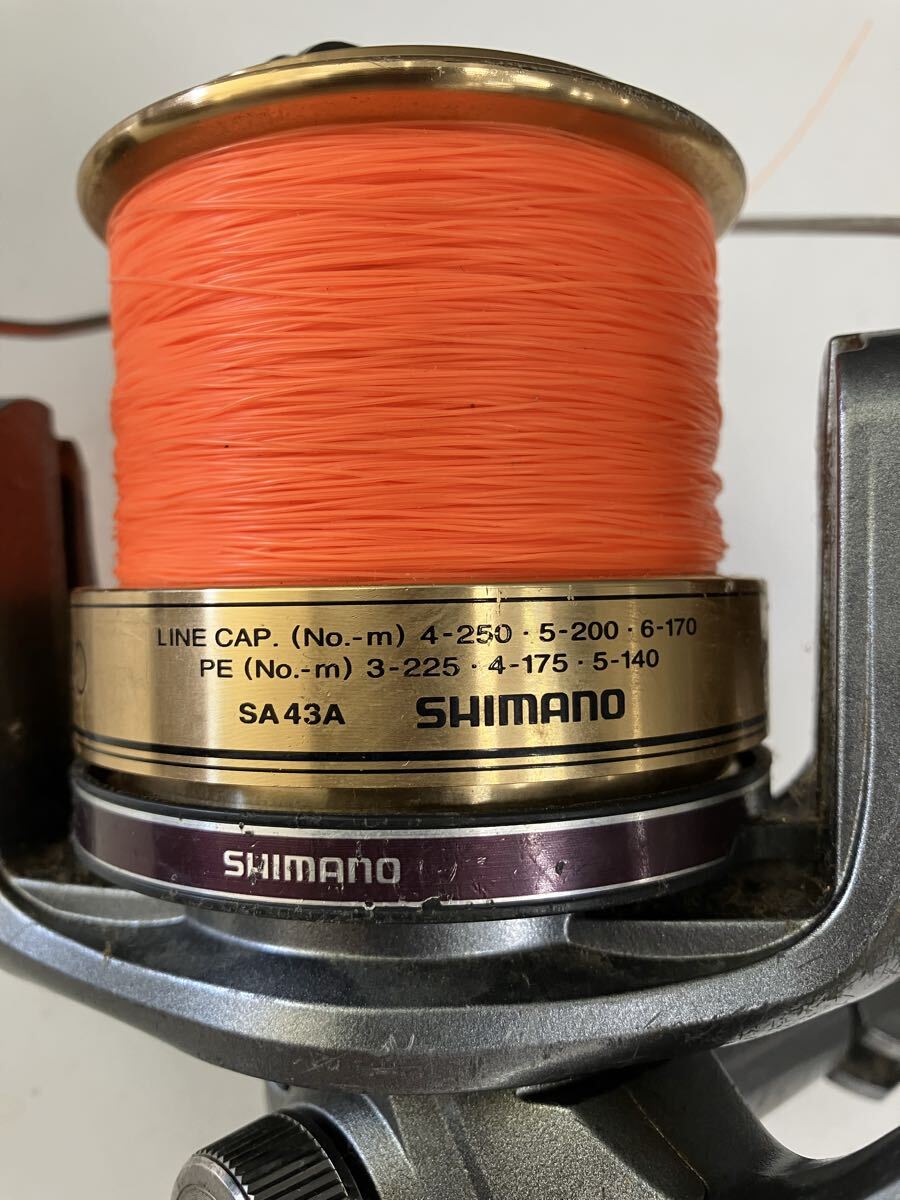 LINE CAP. (No.-m) 4-250 · 5-200 · 6-170
PE (No.-m) 3-225 · 4-175 · 5-140
SA43A SHIMANO
SHIMANO